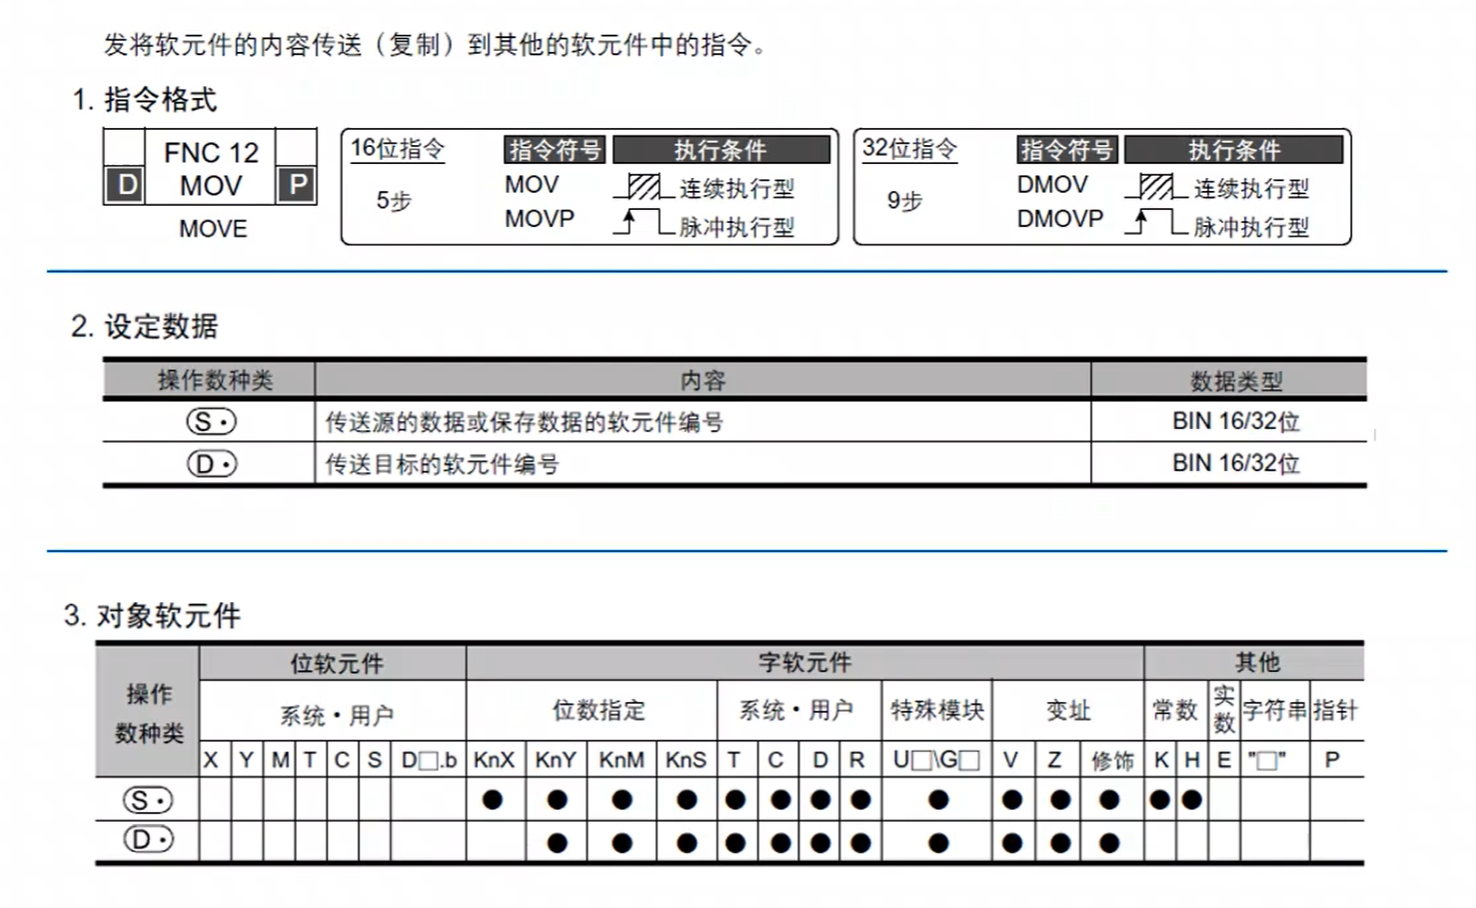 发将软元件的内容传送（复制）到其他的软元件中的指令。
1. 指令格式
D FNC 12 MOV P
MOVE
16位指令 指令符号 执行条件
5步
MOV 连续执行型
MOVP 脉冲执行型
32位指令 指令符号 执行条件
9步
DMOV 连续执行型
DMOVP 脉冲执行型
2. 设定数据
操作数种类 内容 数据类型
S· 传送源的数据或保存数据的软元件编号 BIN 16/32位
D· 传送目标的软元件编号 BIN 16/32位
3. 对象软元件
操作数种类 位软元件 字软元件 其他
系统·用户 位数指定 系统·用户 特殊模块 变址 常数 实数 字符串 指针
X Y M T C S D□.b KnX KnY KnM KnS T C D R U□\G□ V Z 修饰 K H E "□" P
S· ● ● ● ● ● ● ● ● ● ● ● ● ● ●
D· ● ● ● ● ● ● ● ● ● ● ●